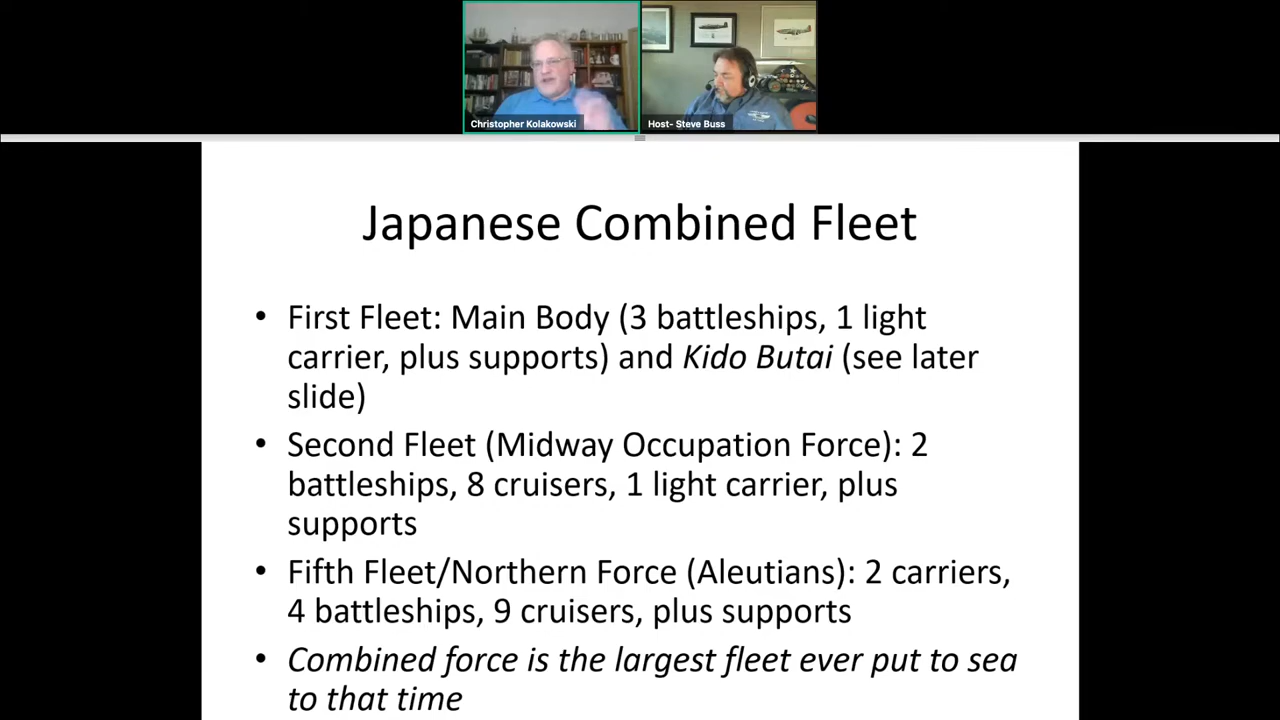 Christopher Kolakowski
Host- Steve Buss
Japanese Combined Fleet
• First Fleet: Main Body (3 battleships, 1 light
carrier, plus supports) and Kido Butai (see later
slide)
• Second Fleet (Midway Occupation Force): 2
battleships, 8 cruisers, 1 light carrier, plus
supports
• Fifth Fleet/Northern Force (Aleutians): 2 carriers,
4 battleships, 9 cruisers, plus supports
• Combined force is the largest fleet ever put to sea
to that time